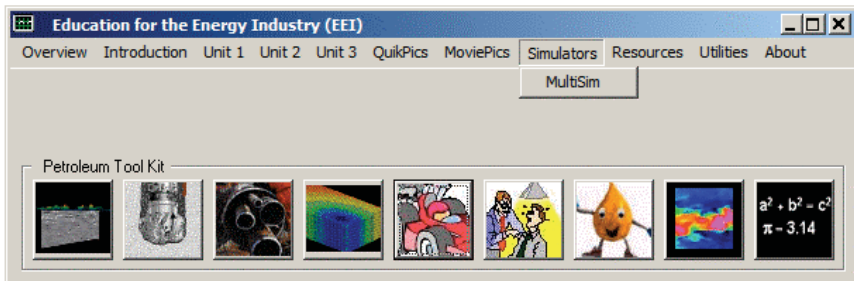 Education for the Energy Industry (EEI)
Overview Introduction Unit 1 Unit 2 Unit 3 QuikPics MoviePics Simulators Resources Utilities About
MultiSim
Petroleum Tool Kit
a² + b² = c²
π = 3.14